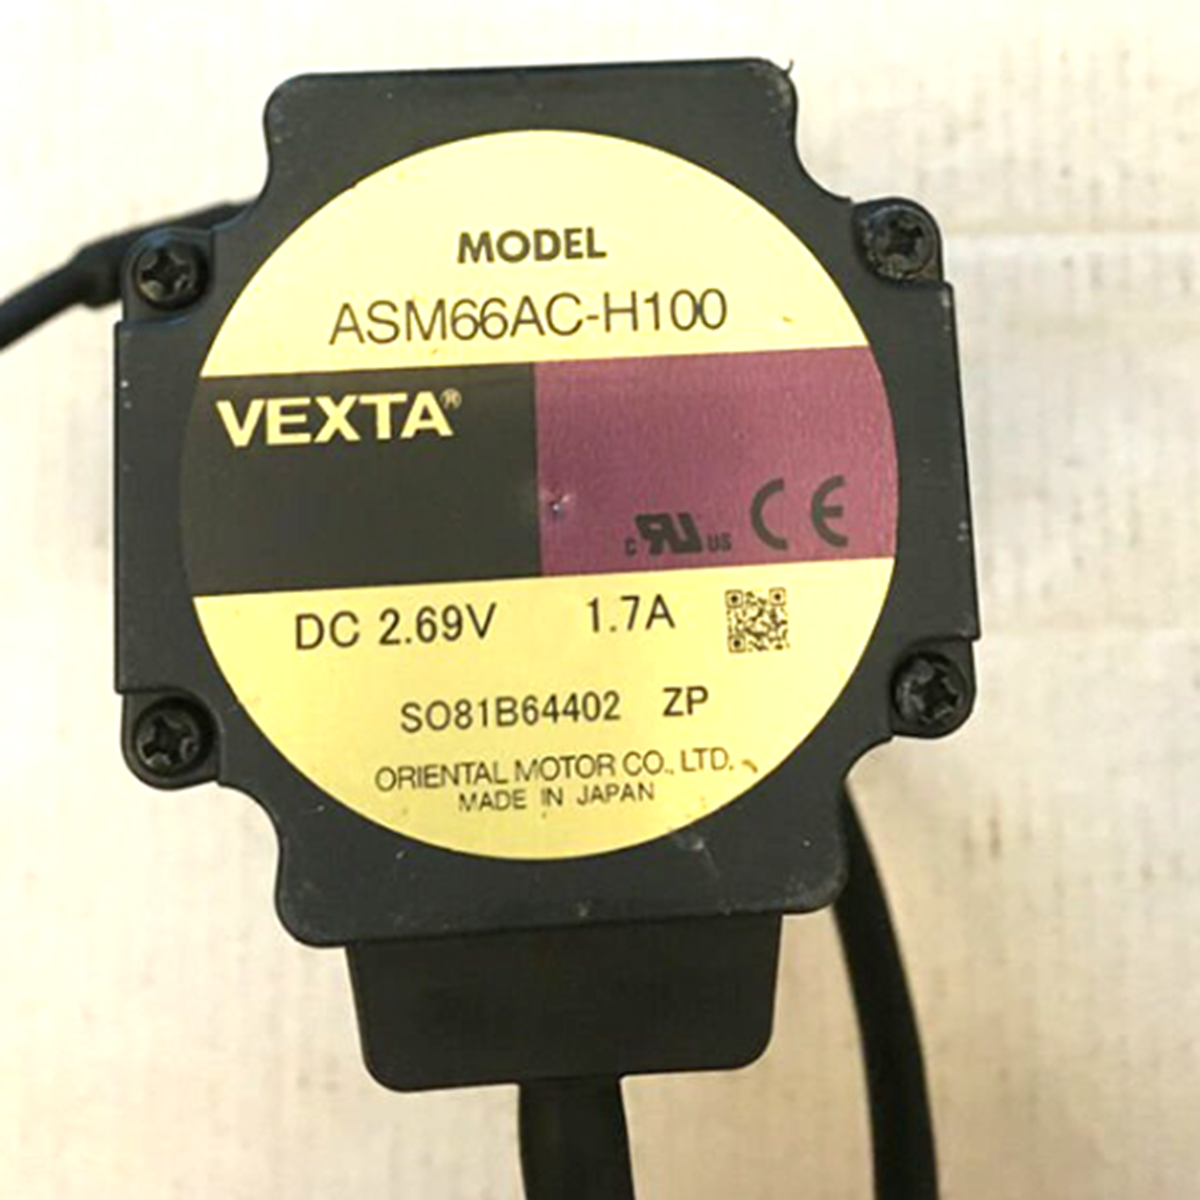 MODEL
ASM66AC-H100
VEXTA®
c RU US CE
DC 2.69V 1.7A
SO81B64402 ZP
ORIENTAL MOTOR CO., LTD.
MADE IN JAPAN